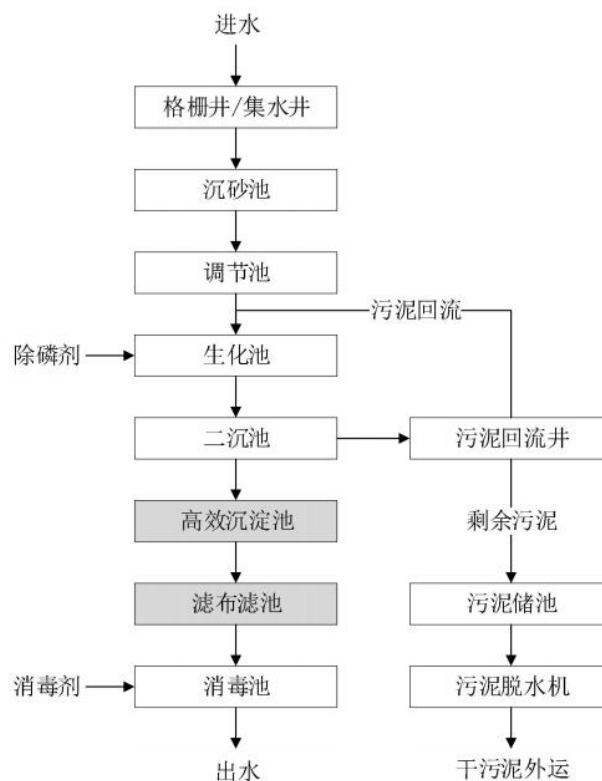 进水
格栅井/集水井
沉砂池
调节池
污泥回流
除磷剂
生化池
二沉池
污泥回流井
高效沉淀池
剩余污泥
滤布滤池
污泥储池
消毒剂
消毒池
污泥脱水机
出水
干污泥外运